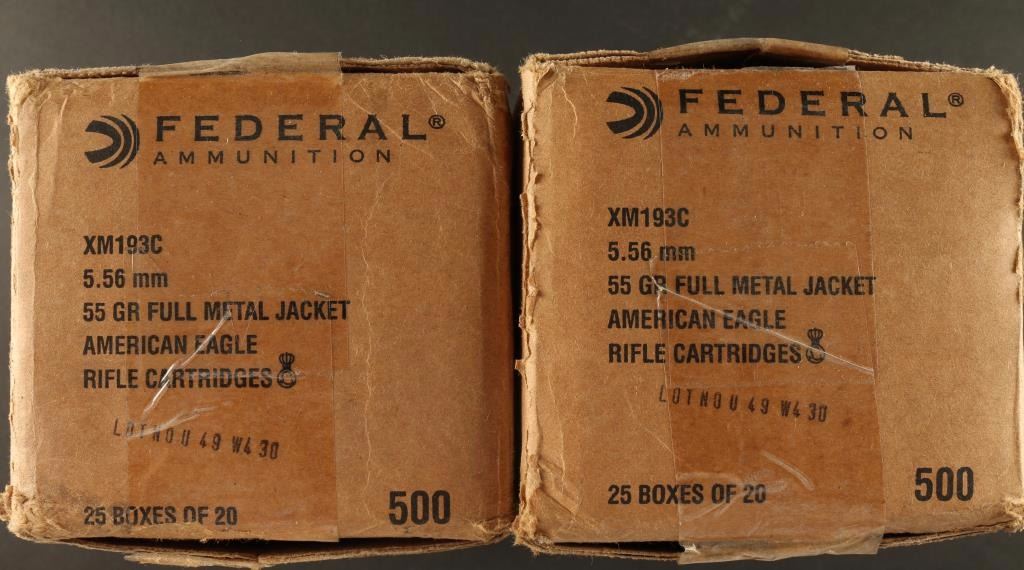 FEDERAL®
AMMUNITION
XM193C
5.56 mm
55 GR FULL METAL JACKET
AMERICAN EAGLE
RIFLE CARTRIDGES
LOT NO U 49 W4 30
25 BOXES OF 20
500
FEDERAL®
AMMUNITION
XM193C
5.56 mm
55 GR FULL METAL JACKET
AMERICAN EAGLE
RIFLE CARTRIDGES
LOT NO U 49 W4 30
25 BOXES OF 20
500